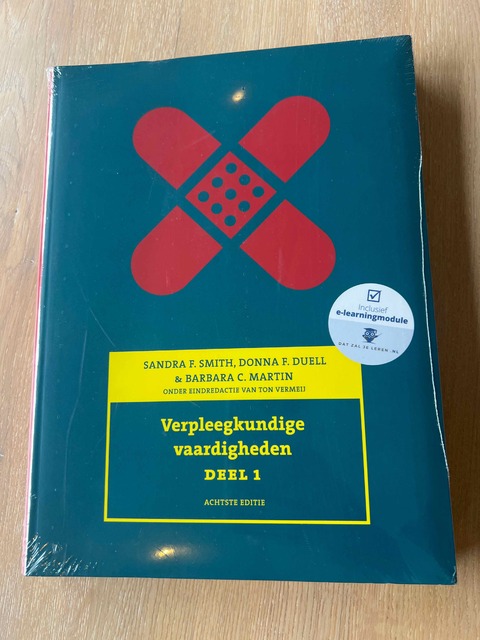 Inclusief
e-learningmodule
DAT ZAL JE LEREN .NL
SANDRA F. SMITH, DONNA F. DUELL
& BARBARA C. MARTIN
ONDER EINDREDACTIE VAN TON VERMEIJ
Verpleegkundige
vaardigheden
DEEL 1
ACHTSTE EDITIE